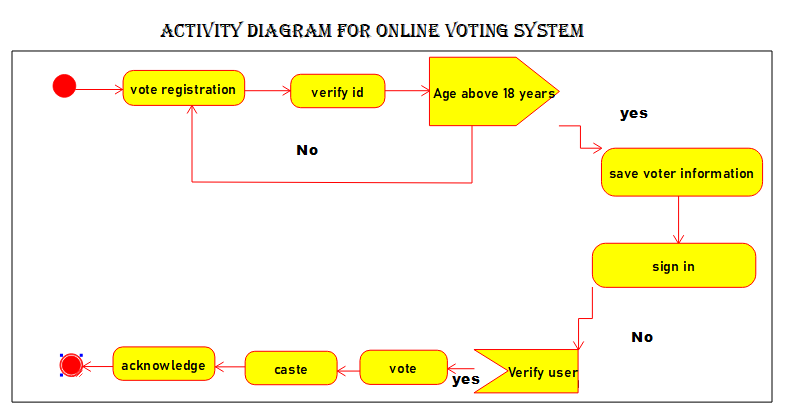 ACTIVITY DIAGRAM FOR ONLINE VOTING SYSTEM
vote registration
verify id
Age above 18 years
yes
No
save voter information
sign in
No
Verify user
yes
vote
caste
acknowledge